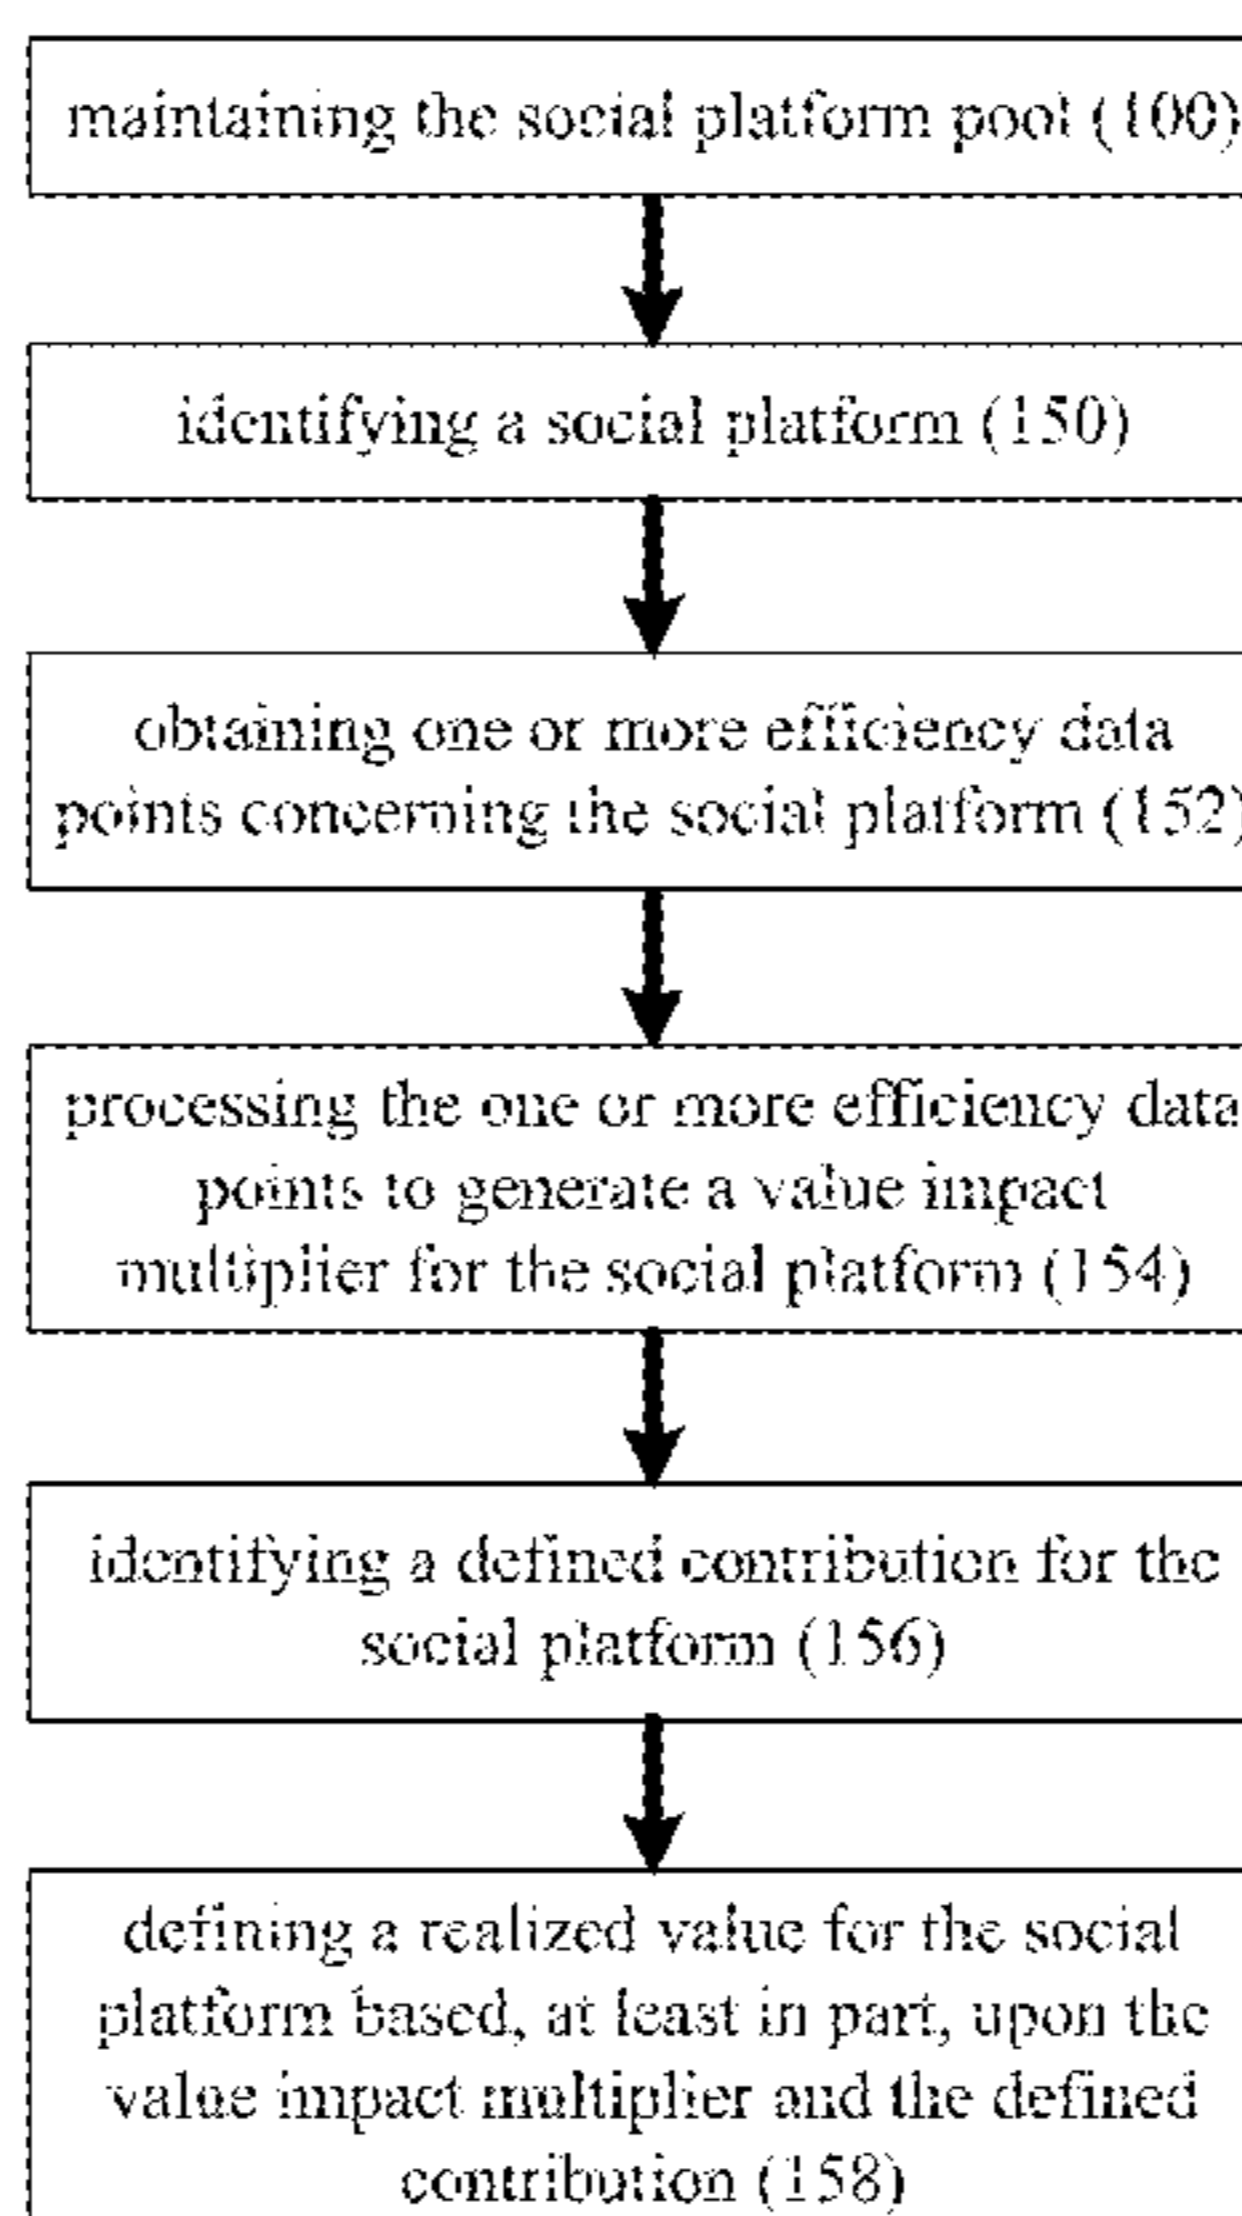 maintaining the social platform pool (100)
identifying a social platform (150)
obtaining one or more efficiency data
points concerning the social platform (152)
processing the one or more efficiency data
points to generate a value impact
multiplier for the social platform (154)
identifying a defined contribution for the
social platform (156)
defining a realized value for the social
platform based, at least in part, upon the
value impact multiplier and the defined
contribution (158)